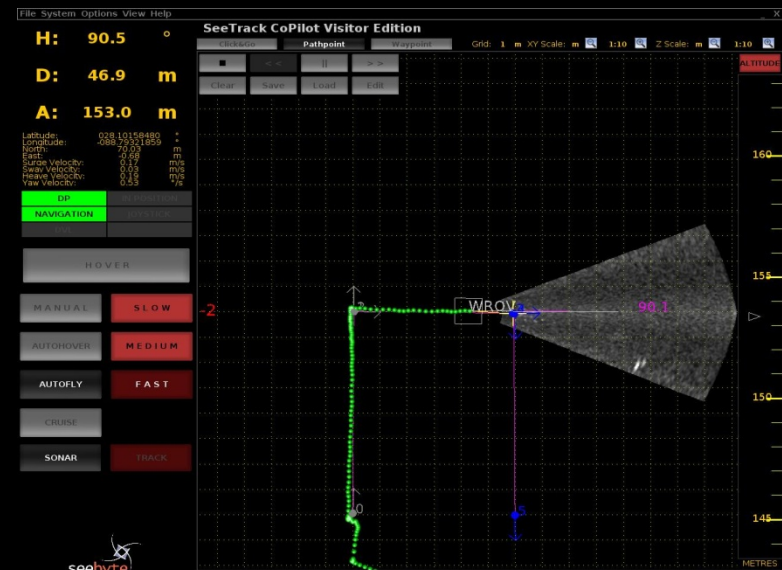 File System Options View Help
SeeTrack CoPilot Visitor Edition
H: 90.5 °
Click&Go Pathpoint Waypoint Grid: 1 m XY Scale: m 1:10 Z Scale: m 1:10
<< || >>
ALTITUDE
D: 46.9 m
Clear Save Load Edit
A: 153.0 m
Latitude: 028.10158480 °
Longitude: -088.79321859 °
North: 70.03 m
East: -0.68 m
Surge Velocity: 0.17 m/s
Sway Velocity: 0.03 m/s
Heave Velocity: 0.19 m/s
Yaw Velocity: 0.53 °/s
160
DP IN POSITION
NAVIGATION JOYSTICK
HOVER
155
MANUAL SLOW
-2
WROV
90.1
AUTOHOVER MEDIUM
AUTOFLY FAST
150
CRUISE
SONAR TRACK
0
5
145
seebyte
METRES